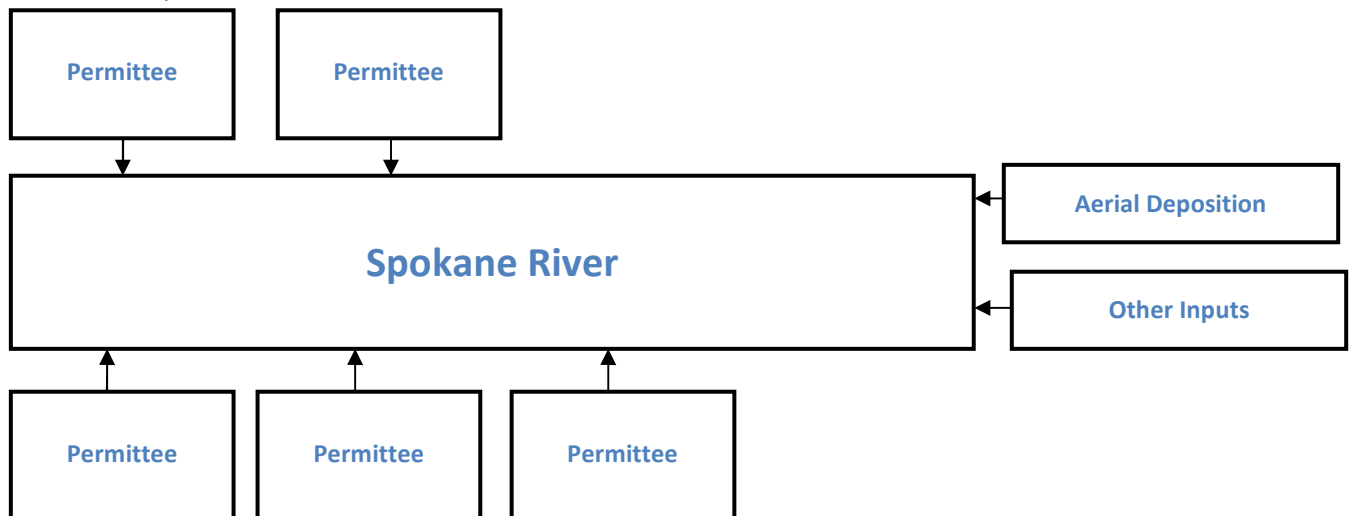 Permittee
Permittee
Aerial Deposition
Spokane River
Other Inputs
Permittee
Permittee
Permittee